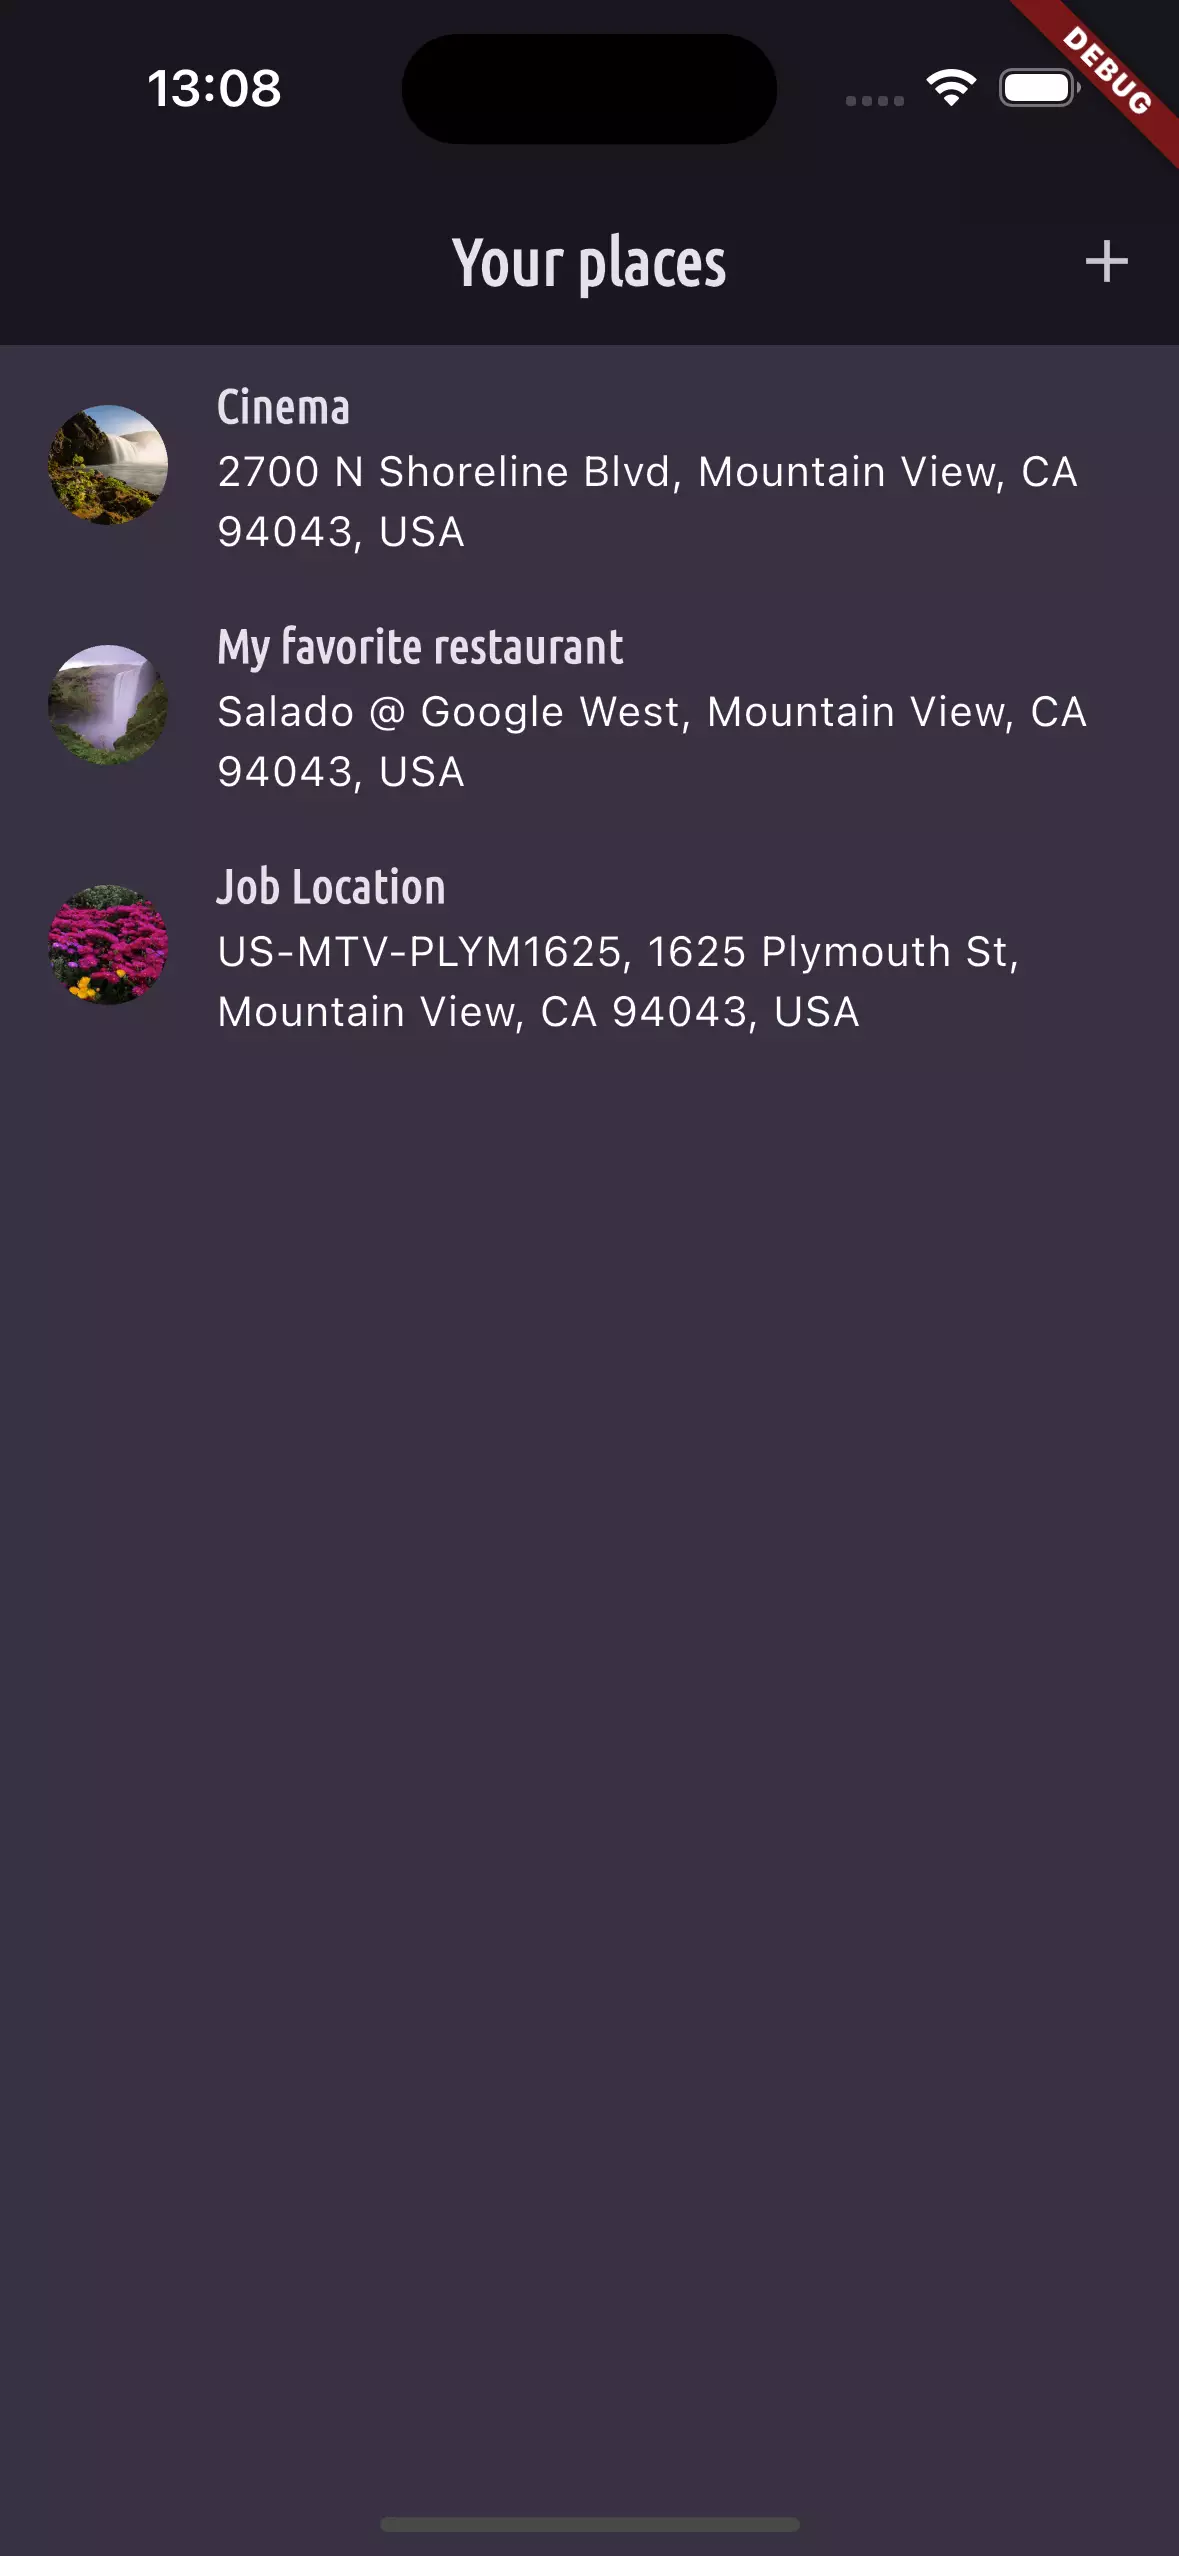 13:08
DEBUG
Your places
Cinema
2700 N Shoreline Blvd, Mountain View, CA
94043, USA
My favorite restaurant
Salado @ Google West, Mountain View, CA
94043, USA
Job Location
US-MTV-PLYM1625, 1625 Plymouth St,
Mountain View, CA 94043, USA